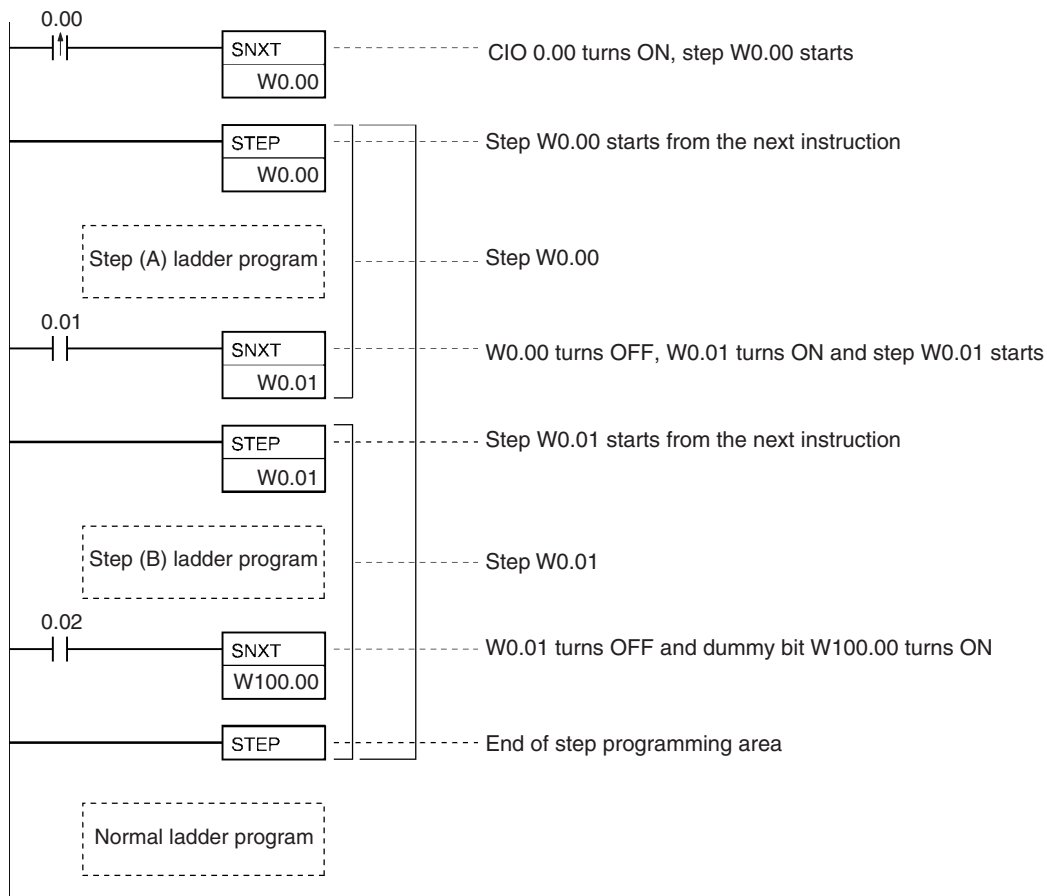 0.00
SNXT
W0.00
CIO 0.00 turns ON, step W0.00 starts
STEP
W0.00
Step W0.00 starts from the next instruction
Step (A) ladder program
Step W0.00
0.01
SNXT
W0.01
W0.00 turns OFF, W0.01 turns ON and step W0.01 starts
STEP
W0.01
Step W0.01 starts from the next instruction
Step (B) ladder program
Step W0.01
0.02
SNXT
W100.00
W0.01 turns OFF and dummy bit W100.00 turns ON
STEP
End of step programming area
Normal ladder program